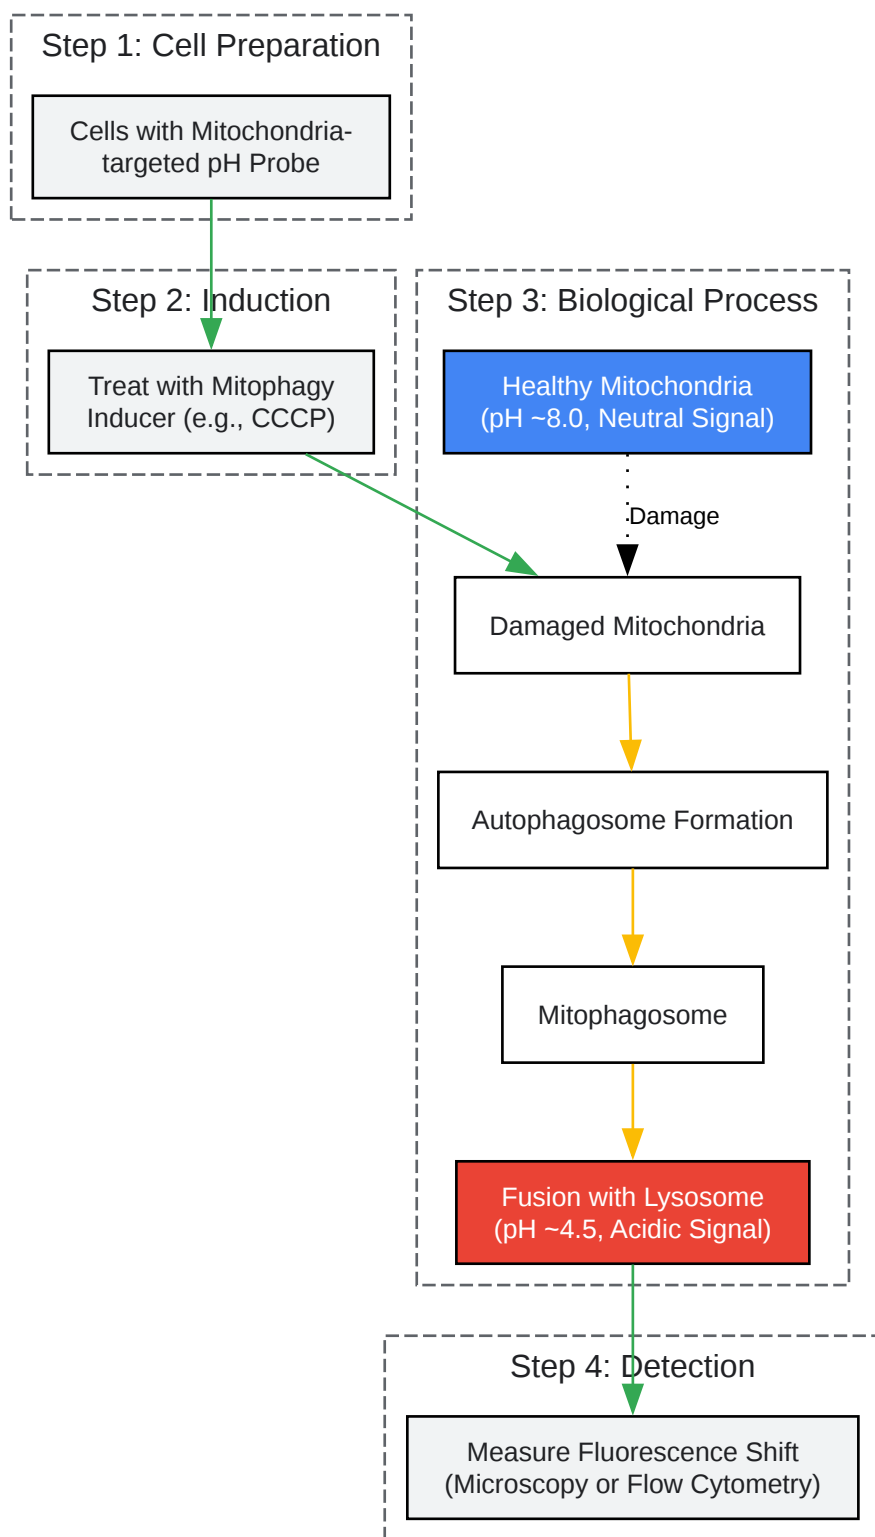 Step 1: Cell Preparation
Cells with Mitochondria-
targeted pH Probe
Step 2: Induction
Treat with Mitophagy
Inducer (e.g., CCCP)
Step 3: Biological Process
Healthy Mitochondria
(pH ~8.0, Neutral Signal)
Damage
Damaged Mitochondria
Autophagosome Formation
Mitophagosome
Fusion with Lysosome
(pH ~4.5, Acidic Signal)
Step 4: Detection
Measure Fluorescence Shift
(Microscopy or Flow Cytometry)